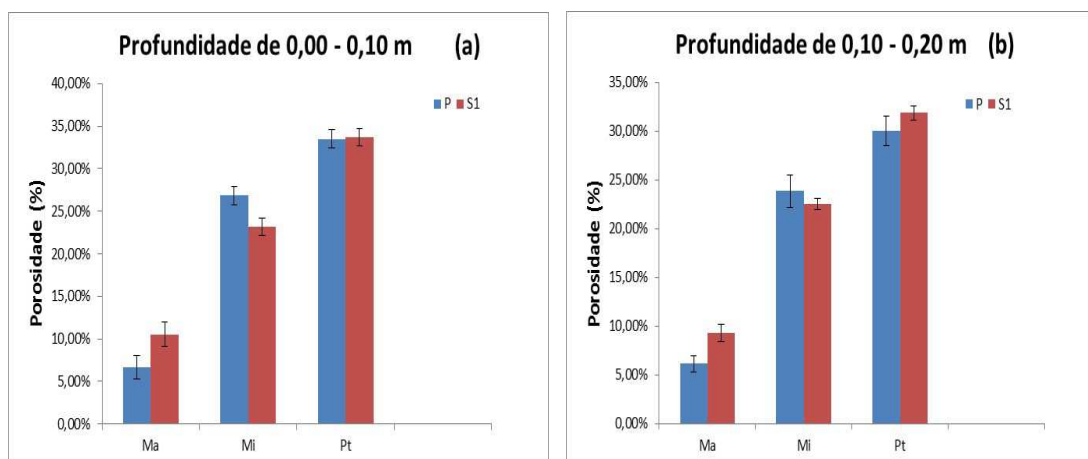 Profundidade de 0,00 - 0,10 m (a)
P S1
Porosidade (%)
40,00%
35,00%
30,00%
25,00%
20,00%
15,00%
10,00%
5,00%
0,00%
Ma Mi Pt
Profundidade de 0,10 - 0,20 m (b)
P S1
Porosidade (%)
35,00%
30,00%
25,00%
20,00%
15,00%
10,00%
5,00%
0,00%
Ma Mi Pt